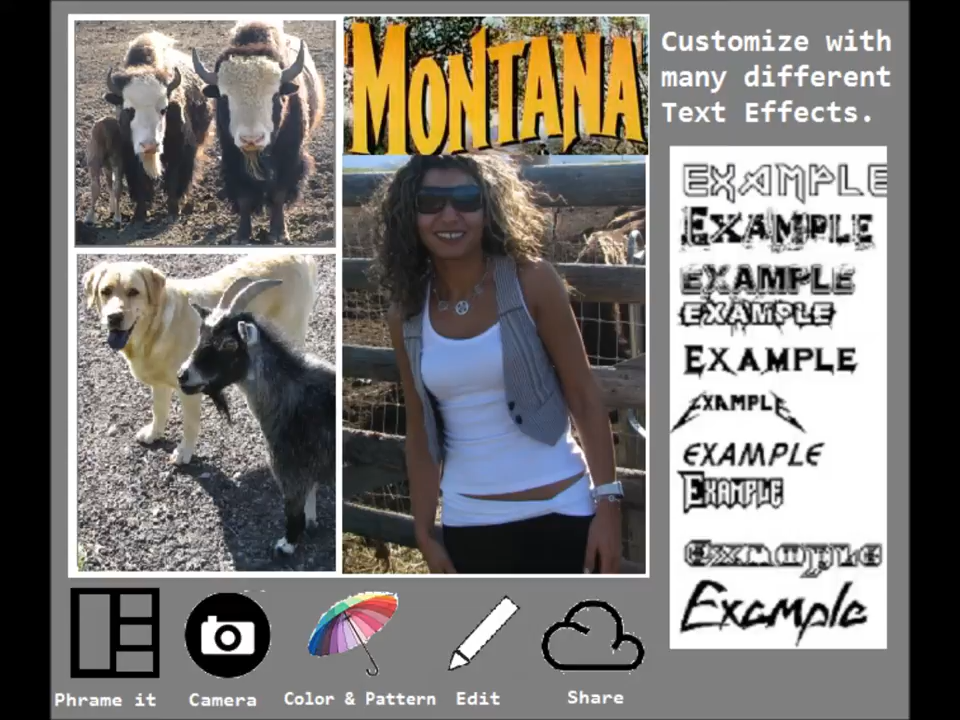 MONTANA
Customize with
many different
Text Effects.
EXAMPLE
EXAMPLE
EXAMPLE
EXAMPLE
EXAMPLE
EXAMPLE
EXAMPLE
EXAMPLE
Example
Example
Phrame it
Camera
Color & Pattern
Edit
Share